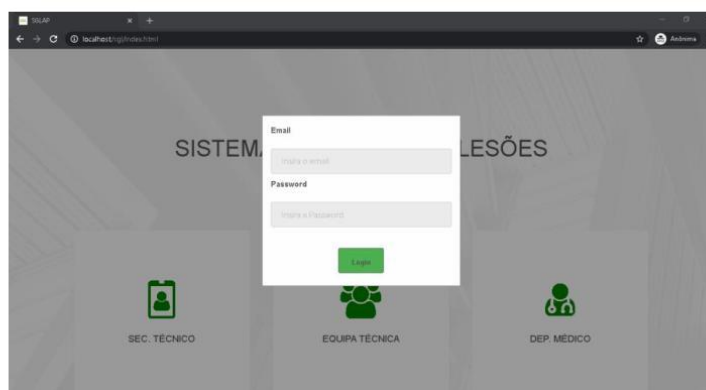 SGLAP
localhost/sgl/index.html
Anónima
SISTEMA LESÕES
Email
Insira o email
Password
Insira a Password
Login
SEC. TÉCNICO
EQUIPA TÉCNICA
DEP. MÉDICO